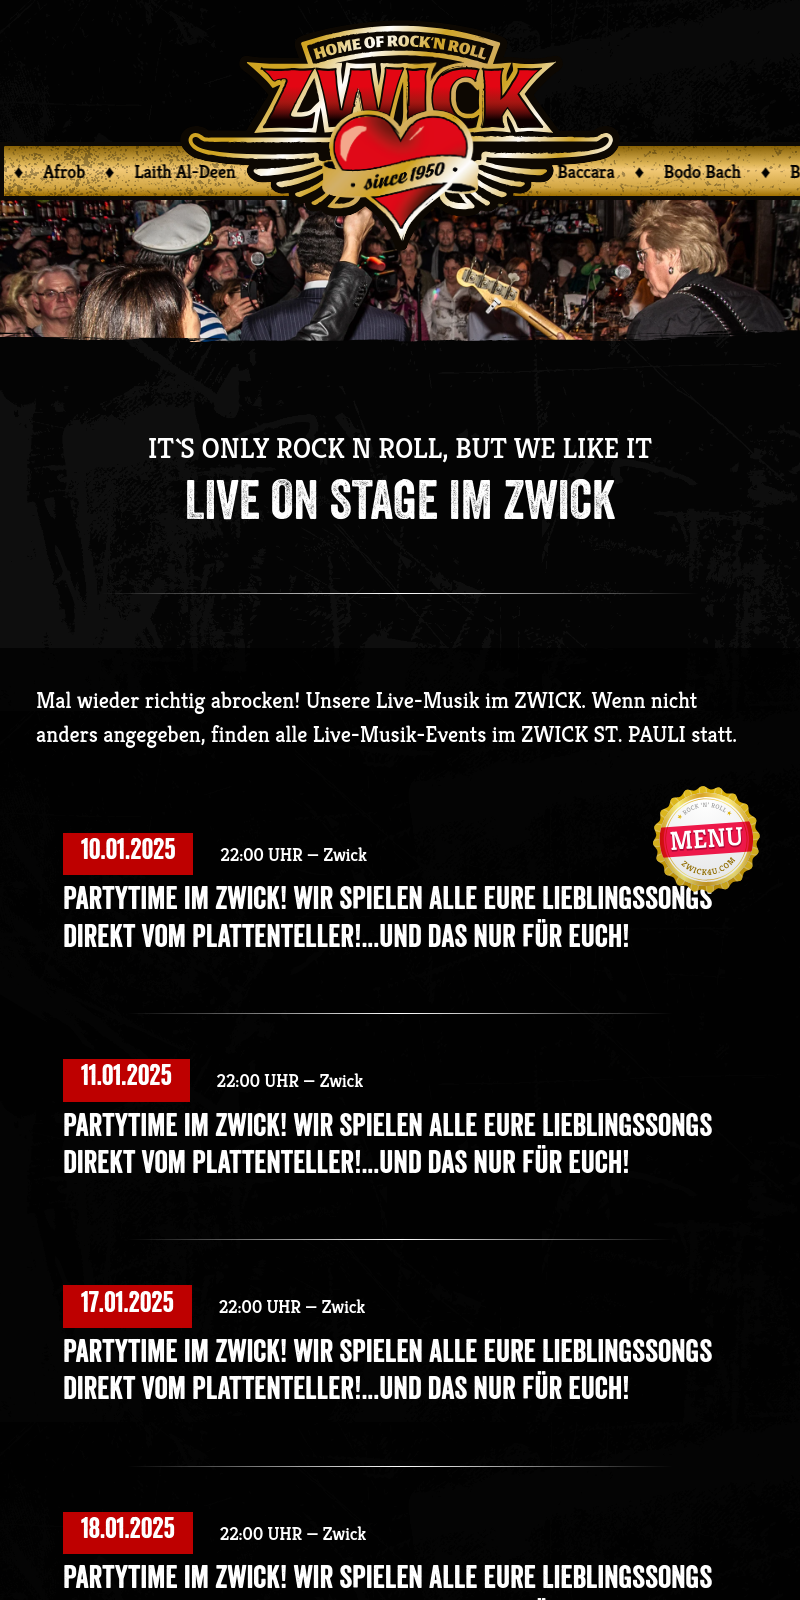 HOME OF ROCK'N ROLL
ZWICK
since 1950
♦ Afrob ♦ Laith Al-Deen
Baccara ♦ Bodo Bach ♦
IT`S ONLY ROCK N ROLL, BUT WE LIKE IT
LIVE ON STAGE IM ZWICK
Mal wieder richtig abrocken! Unsere Live-Musik im ZWICK. Wenn nicht
anders angegeben, finden alle Live-Musik-Events im ZWICK ST. PAULI statt.
ROCK 'N' ROLL
MENU
ZWICK4U.COM
10.01.2025 22:00 UHR – Zwick
PARTYTIME IM ZWICK! WIR SPIELEN ALLE EURE LIEBLINGSSONGS
DIREKT VOM PLATTENTELLER!...UND DAS NUR FÜR EUCH!
11.01.2025 22:00 UHR – Zwick
PARTYTIME IM ZWICK! WIR SPIELEN ALLE EURE LIEBLINGSSONGS
DIREKT VOM PLATTENTELLER!...UND DAS NUR FÜR EUCH!
17.01.2025 22:00 UHR – Zwick
PARTYTIME IM ZWICK! WIR SPIELEN ALLE EURE LIEBLINGSSONGS
DIREKT VOM PLATTENTELLER!...UND DAS NUR FÜR EUCH!
18.01.2025 22:00 UHR – Zwick
PARTYTIME IM ZWICK! WIR SPIELEN ALLE EURE LIEBLINGSSONGS